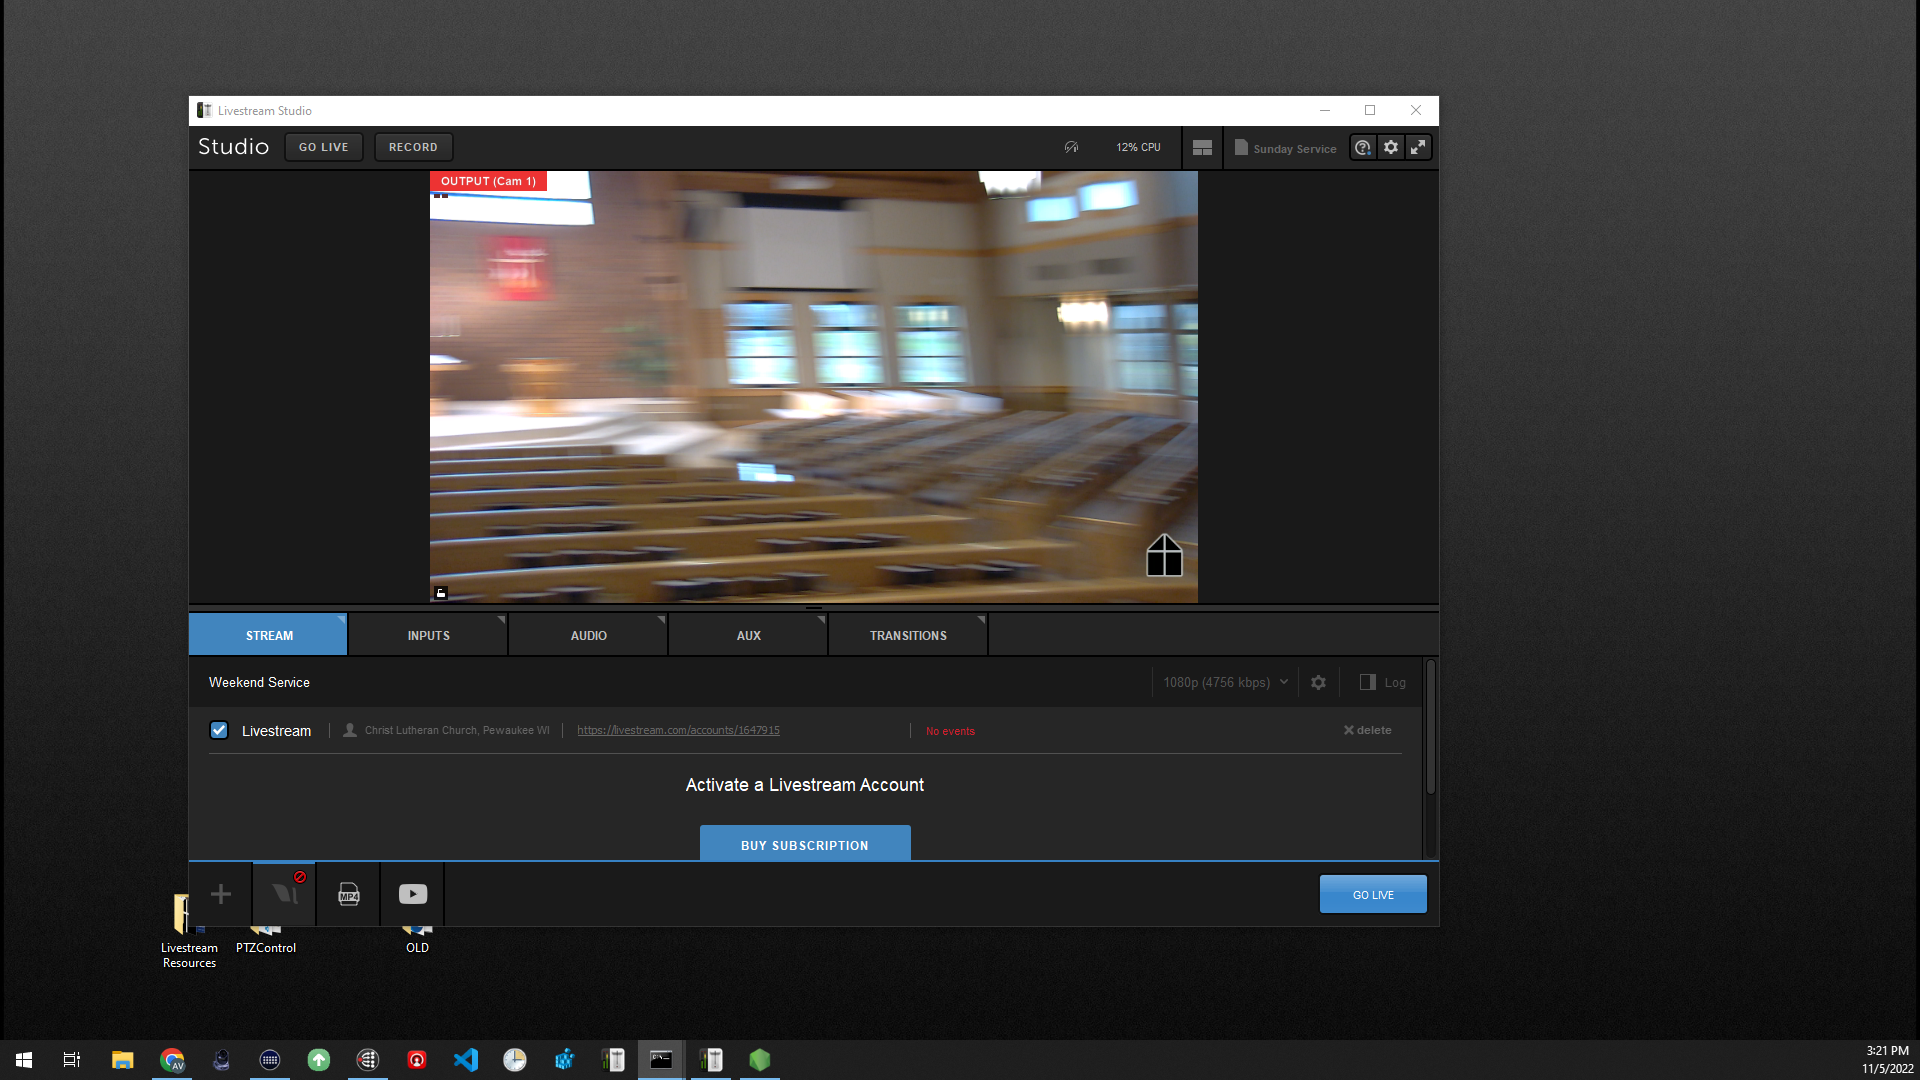 Livestream Studio
Studio
GO LIVE
RECORD
12% CPU
Sunday Service
OUTPUT (Cam 1)
STREAM
INPUTS
AUDIO
AUX
TRANSITIONS
Weekend Service
1080p (4756 kbps)
Log
Livestream
Christ Lutheran Church, Pewaukee WI
https://livestream.com/accounts/1647915
No events
delete
Activate a Livestream Account
BUY SUBSCRIPTION
MP4
GO LIVE
Livestream
Resources
PTZControl
OLD
AV
3:21 PM
11/5/2022